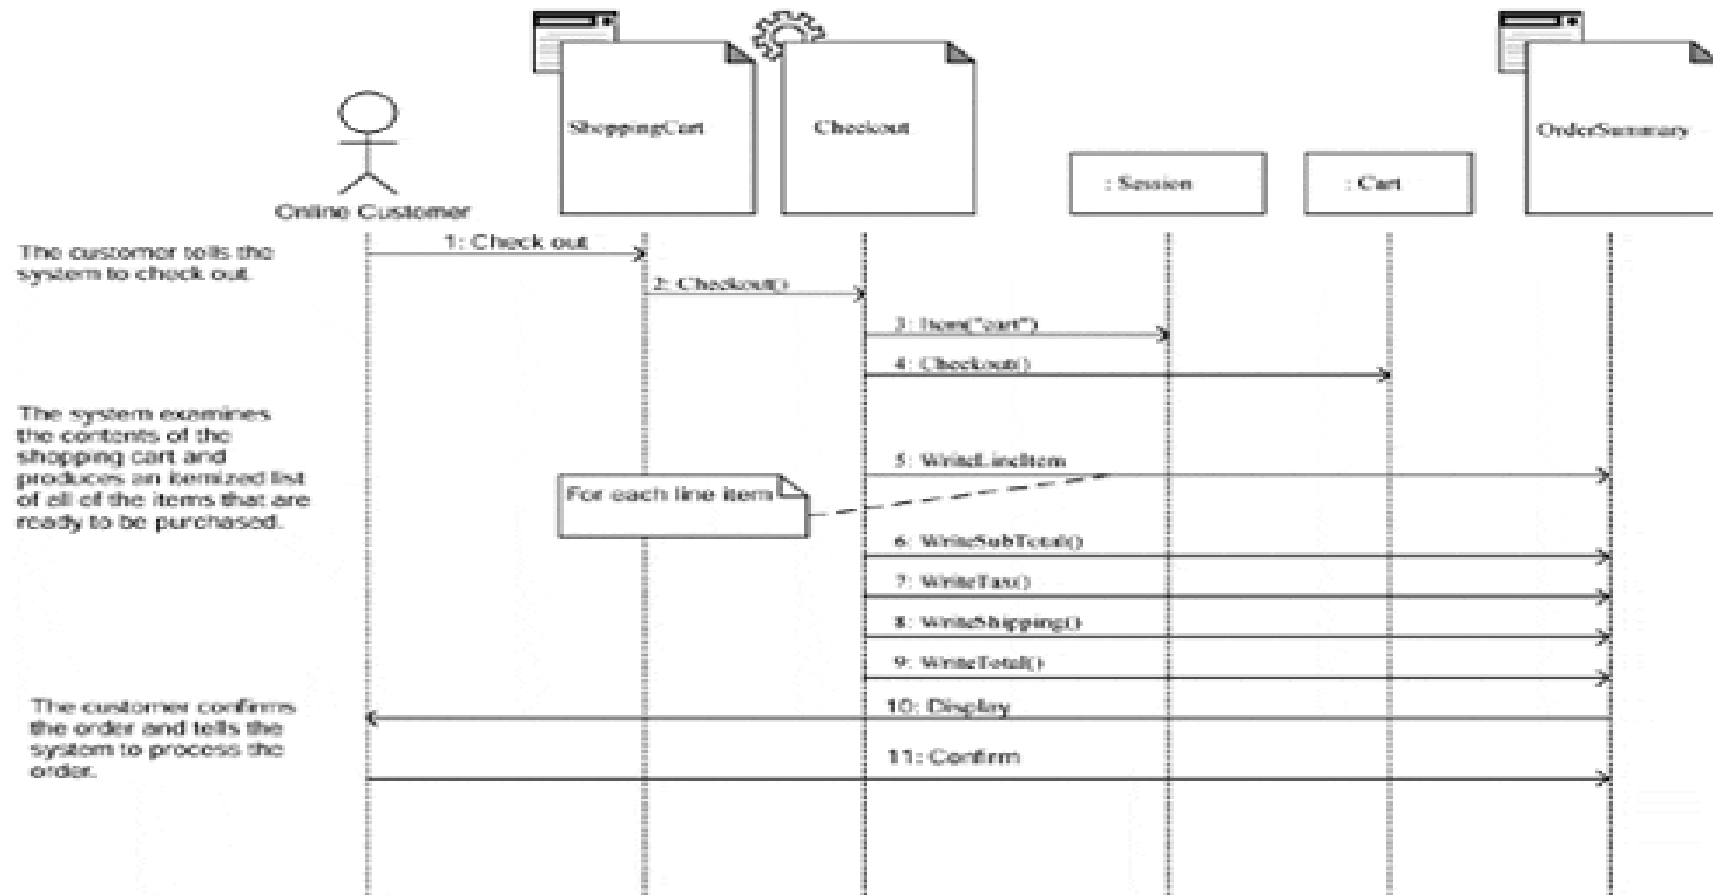 ShoppingCart
Checkout
OrderSummary
: Session
: Cart
Online Customer
The customer tells the
system to check out.
1: Check out
2: Checkout()
3: Item("cart")
4: Checkout()
The system examines
the contents of the
shopping cart and
produces an itemized list
of all of the items that are
ready to be purchased.
5: WriteLineItem
For each line item
6: WriteSubTotal()
7: WriteTax()
8: WriteShipping()
9: WriteTotal()
The customer confirms
the order and tells the
system to process the
order.
10: Display
11: Confirm